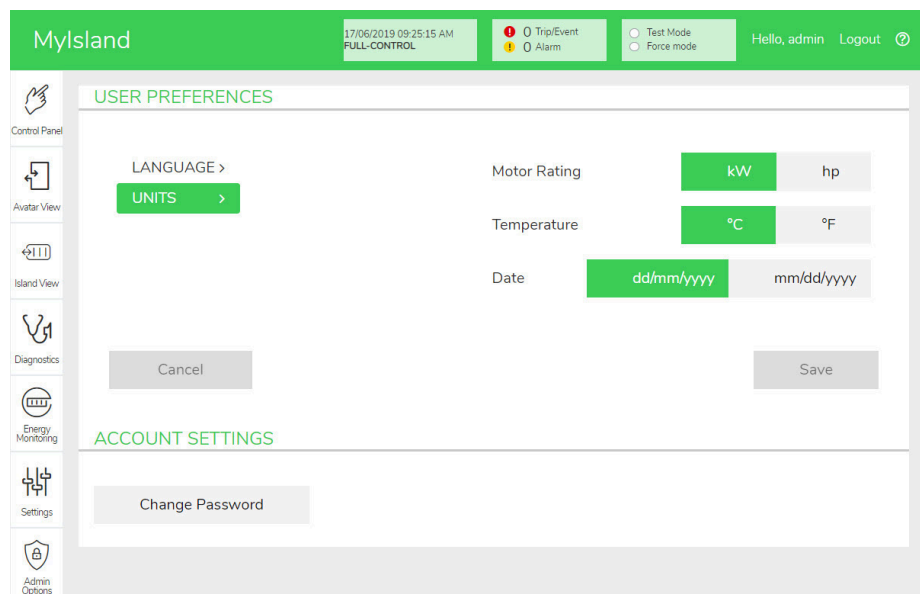 MyIsland
17/06/2019 09:25:15 AM
FULL-CONTROL
0 Trip/Event
0 Alarm
Test Mode
Force mode
Hello, admin
Logout
?
Control Panel
Avatar View
Island View
Diagnostics
Energy
Monitoring
Settings
Admin
Options
USER PREFERENCES
LANGUAGE >
UNITS >
Motor Rating
kW
hp
Temperature
°C
°F
Date
dd/mm/yyyy
mm/dd/yyyy
Cancel
Save
ACCOUNT SETTINGS
Change Password